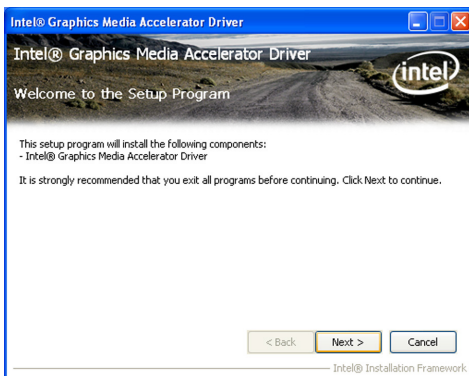 Intel® Graphics Media Accelerator Driver
Intel® Graphics Media Accelerator Driver
Welcome to the Setup Program
intel
This setup program will install the following components:
- Intel® Graphics Media Accelerator Driver
It is strongly recommended that you exit all programs before continuing. Click Next to continue.
< Back Next > Cancel
Intel® Installation Framework